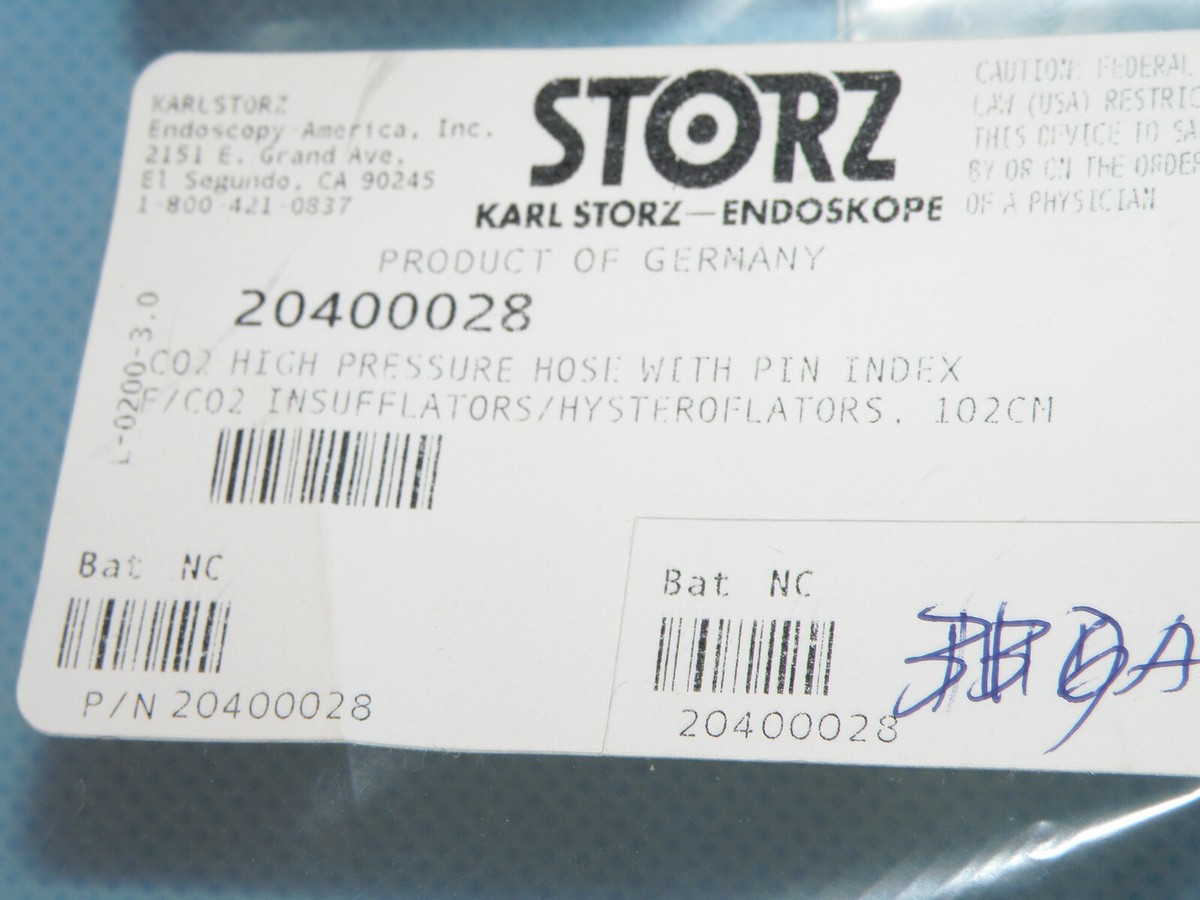 KARL STORZ
Endoscopy-America, Inc.
2151 E. Grand Ave.
El Segundo, CA 90245
1-800-421-0837
STORZ
KARL STORZ—ENDOSKOPE
CAUTION: FEDERAL
LAW (USA) RESTRIC
THIS DEVICE TO SA
BY OR ON THE ORDER
OF A PHYSICIAN
PRODUCT OF GERMANY
20400028
L-0200-3.0
CO2 HIGH PRESSURE HOSE WITH PIN INDEX
F/CO2 INSUFFLATORS/HYSTEROFLATORS, 102CM
Bat NC
P/N 20400028
Bat NC
20400028